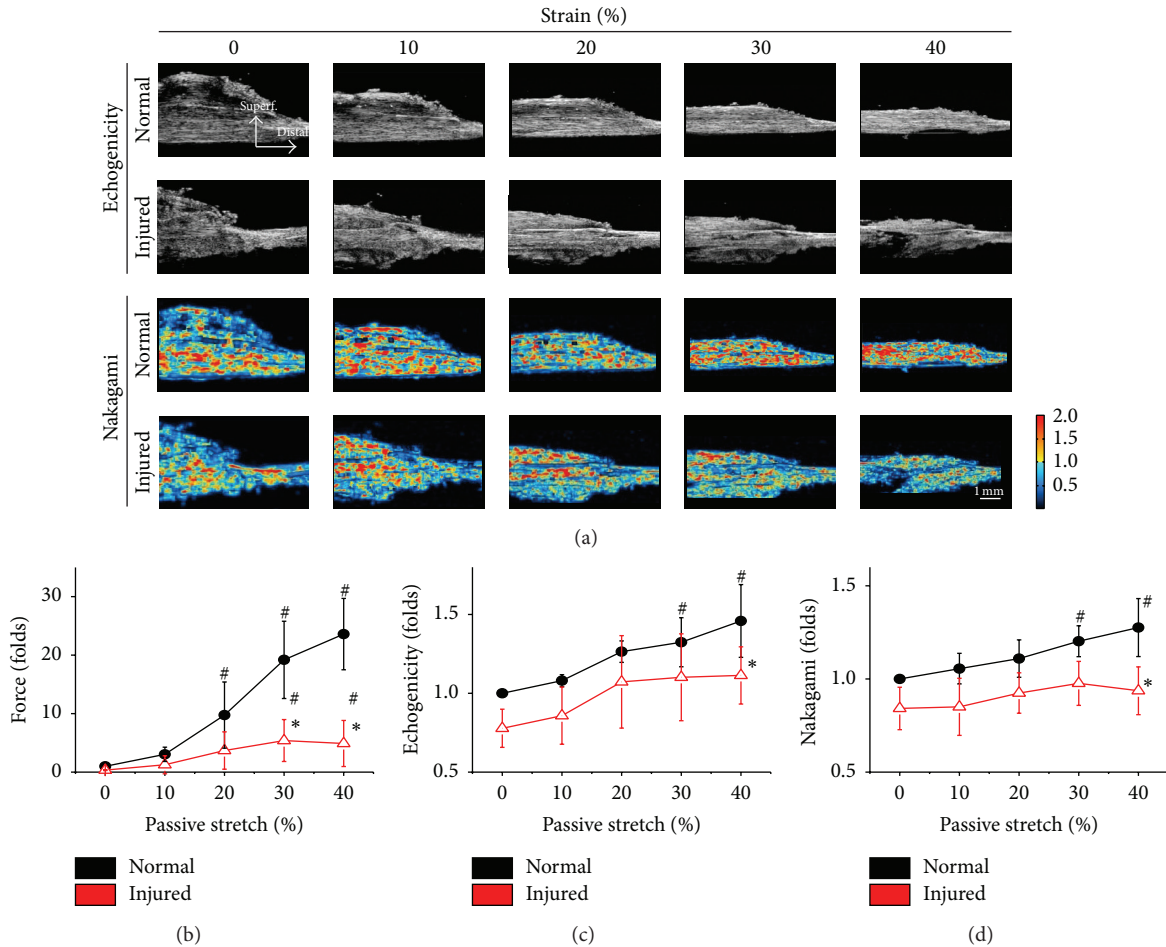 Strain (%)
0 10 20 30 40
Echogenicity
Normal
Superf.
Distal
Injured
Nakagami
Normal
Injured
2.0
1.5
1.0
0.5
1 mm
(a)
Force (folds)
30
20
10
0
# # #
# #
* *
0 10 20 30 40
Passive stretch (%)
Normal
Injured
(b)
Echogenicity (folds)
1.5
1.0
0.5
# #
*
0 10 20 30 40
Passive stretch (%)
Normal
Injured
(c)
Nakagami (folds)
1.5
1.0
0.5
# #
*
0 10 20 30 40
Passive stretch (%)
Normal
Injured
(d)